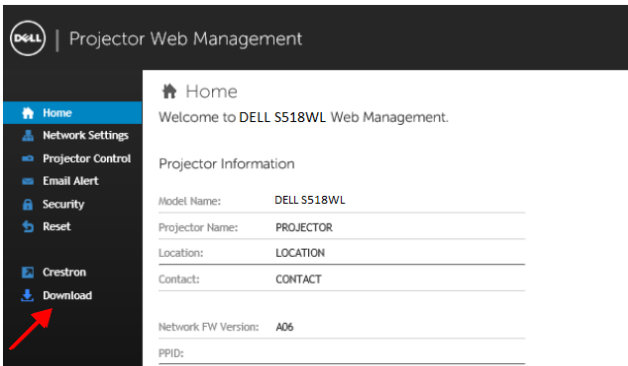 DELL | Projector Web Management
Home
Welcome to DELL S518WL Web Management.
Home
Network Settings
Projector Control
Email Alert
Security
Reset
Crestron
Download
Projector Information
Model Name: DELL S518WL
Projector Name: PROJECTOR
Location: LOCATION
Contact: CONTACT
Network FW Version: A06
PPID: